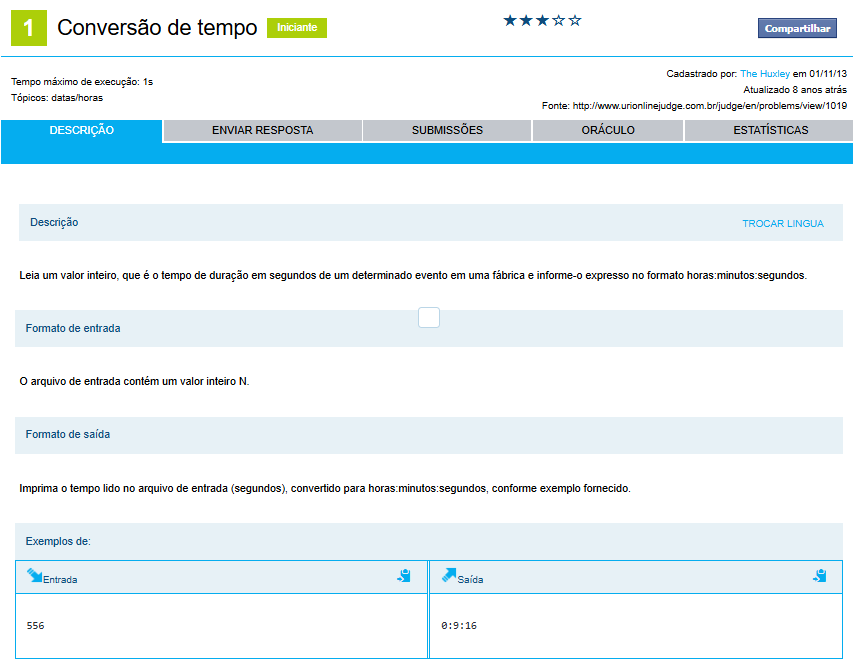 1 Conversão de tempo Iniciante Compartilhar
Cadastrado por: The Huxley em 01/11/13
Tempo máximo de execução: 1s
Atualizado 8 anos atrás
Tópicos: datas/horas
Fonte: http://www.urionlinejudge.com.br/judge/en/problems/view/1019
DESCRIÇÃO ENVIAR RESPOSTA SUBMISSÕES ORÁCULO ESTATÍSTICAS
Descrição TROCAR LINGUA
Leia um valor inteiro, que é o tempo de duração em segundos de um determinado evento em uma fábrica e informe-o expresso no formato horas:minutos:segundos.
Formato de entrada
O arquivo de entrada contém um valor inteiro N.
Formato de saída
Imprima o tempo lido no arquivo de entrada (segundos), convertido para horas:minutos:segundos, conforme exemplo fornecido.
Exemplos de:
Entrada Saída
556 0:9:16